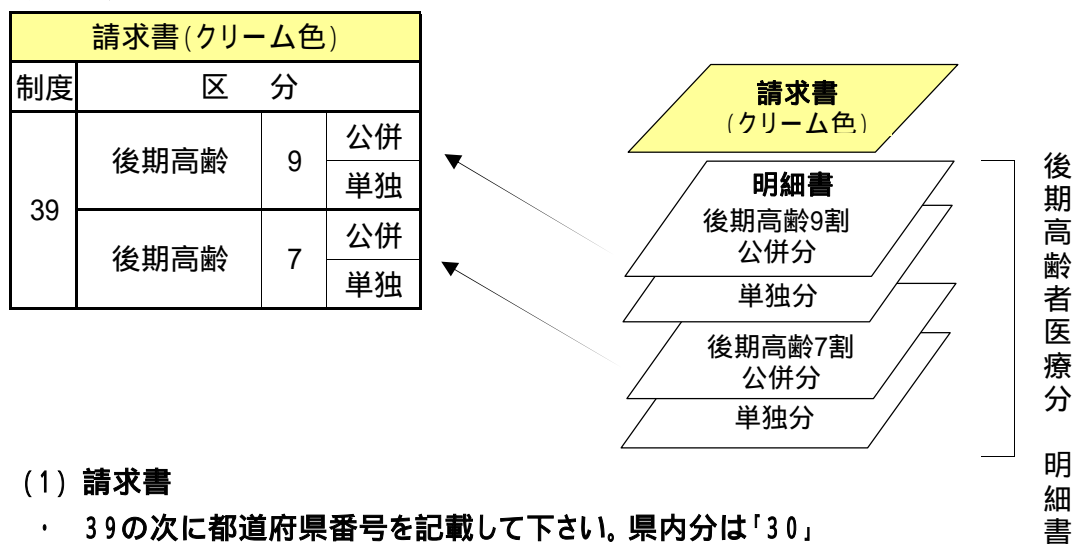 請求書(クリーム色)
制度 区 分
39 後期高齢 9 公併
単独
後期高齢 7 公併
単独
請求書
(クリーム色)
明細書
後期高齢9割
公併分
単独分
後期高齢7割
公併分
単独分
後期高齢者医療分 明細書
(1) 請求書
・ 39の次に都道府県番号を記載して下さい。県内分は「30」